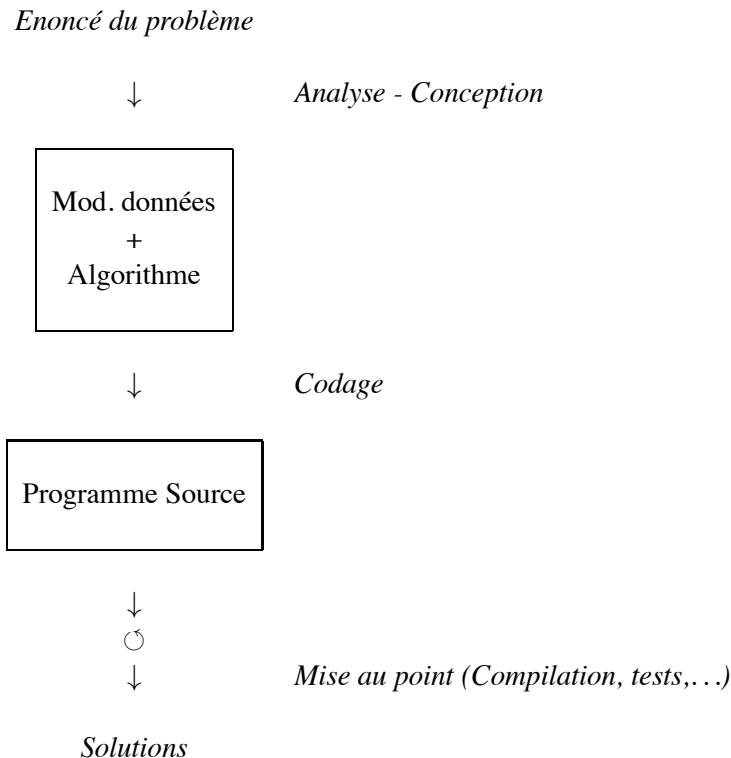 Enoncé du problème
↓ Analyse - Conception
Mod. données
+
Algorithme
↓ Codage
Programme Source
↓
↺
↓ Mise au point (Compilation, tests,...)
Solutions